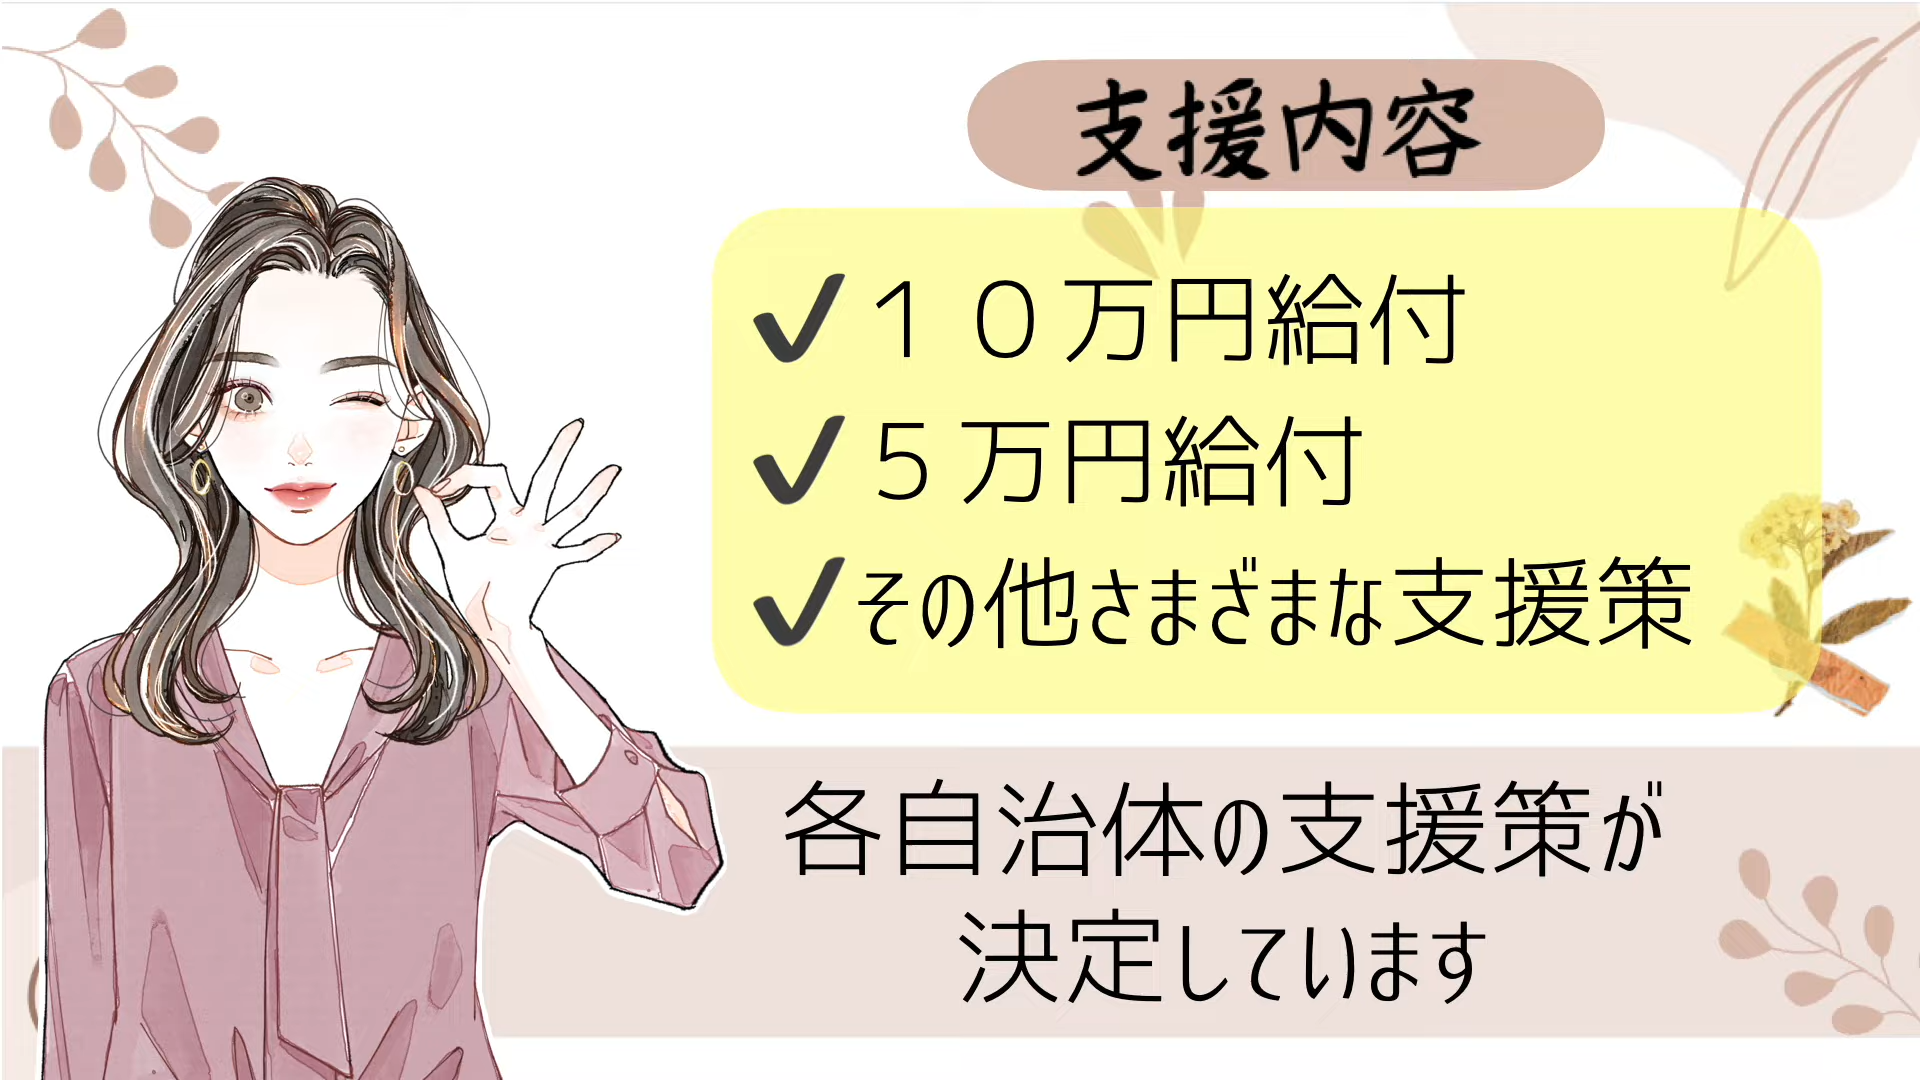 支援内容
✔１０万円給付
✔５万円給付
✔その他さまざまな支援策
各自治体の支援策が
決定しています